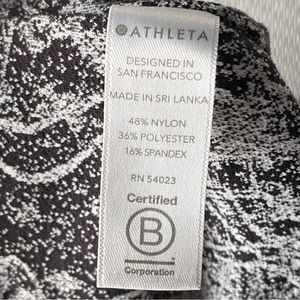 ATHLETA
DESIGNED IN
SAN FRANCISCO
MADE IN SRI LANKA
48% NYLON
36% POLYESTER
16% SPANDEX
RN 54023
Certified
B
Corporation